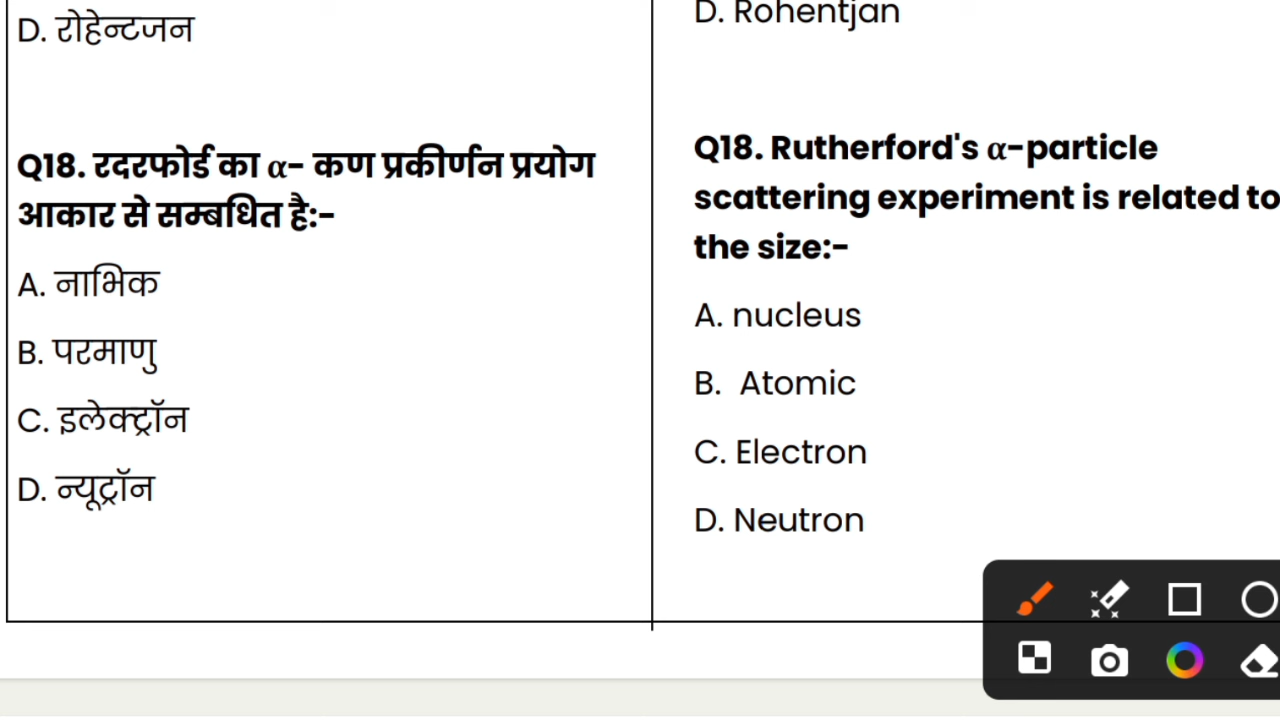 D. रोहेन्टजन
Q18. रदरफोर्ड का α- कण प्रकीर्णन प्रयोग
आकार से सम्बधित है:-
A. नाभिक
B. परमाणु
C. इलेक्ट्रॉन
D. न्यूट्रॉन
D. Rohentjan
Q18. Rutherford's α-particle
scattering experiment is related to
the size:-
A. nucleus
B. Atomic
C. Electron
D. Neutron